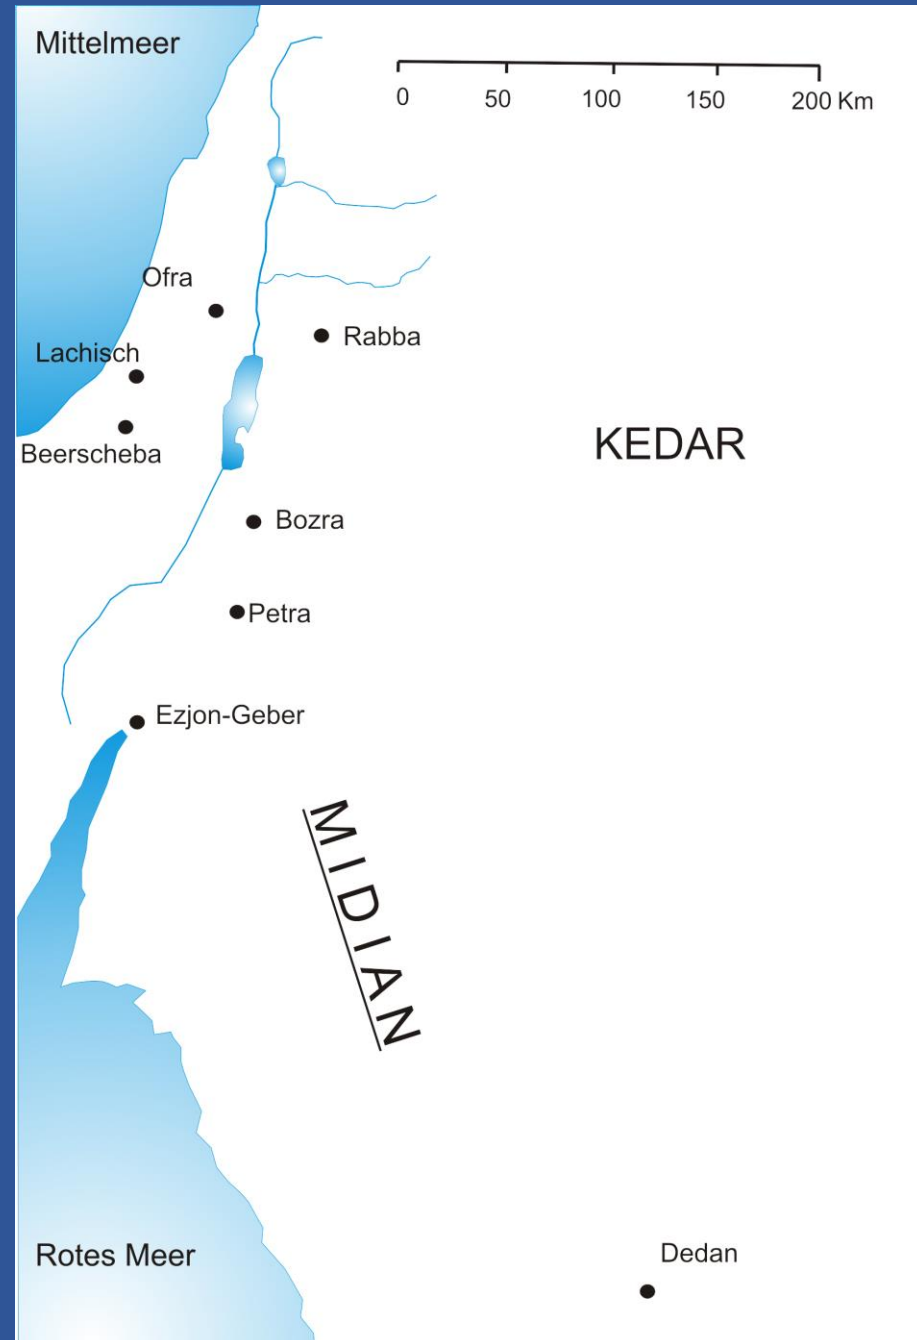 Mittelmeer
0 50 100 150 200 Km
Ofra
Rabba
Lachisch
KEDAR
Beerscheba
Bozra
Petra
Ezjon-Geber
MIDIAN
Rotes Meer
Dedan